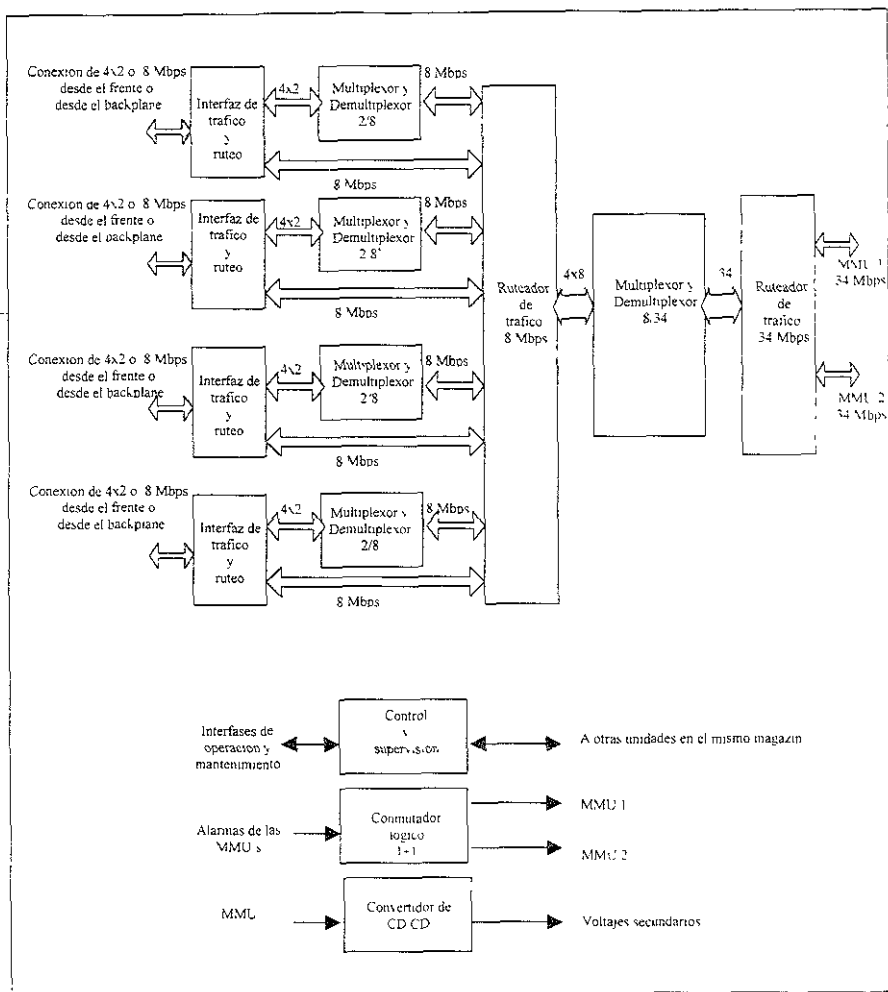 Conexion de 4x2 o 8 Mbps
desde el frente o
desde el backplane
Interfaz de
trafico
y
ruteo
4x2
Multiplexor y
Demultiplexor
2/8
8 Mbps
8 Mbps
Conexion de 4x2 o 8 Mbps
desde el frente o
desde el backplane
Interfaz de
trafico
y
ruteo
4x2
Multiplexor y
Demultiplexor
2 8
8 Mbps
8 Mbps
Conexion de 4x2 o 8 Mbps
desde el frente o
desde el backplane
Interfaz de
trafico
y
ruteo
4x2
Multiplexor y
Demultiplexor
2/8
8 Mbps
8 Mbps
Conexion de 4x2 o 8 Mbps
desde el frente o
desde el backplane
Interfaz de
trafico
y
ruteo
4x2
Multiplexor y
Demultiplexor
2/8
8 Mbps
8 Mbps
Ruteador
de
trafico
8 Mbps
4x8
Multiplexor y
Demultiplexor
8/34
34
Ruteador
de
trafico
34 Mbps
MMU 1
34 Mbps
MMU 2
34 Mbps
Interfases de
operacion y
mantenimiento
Control
y
supervision
A otras unidades en el mismo magazin
Alarmas de las
MMU s
Conmutador
logico
1+1
MMU 1
MMU 2
MMU
Convertidor de
CD CD
Voltajes secundarios